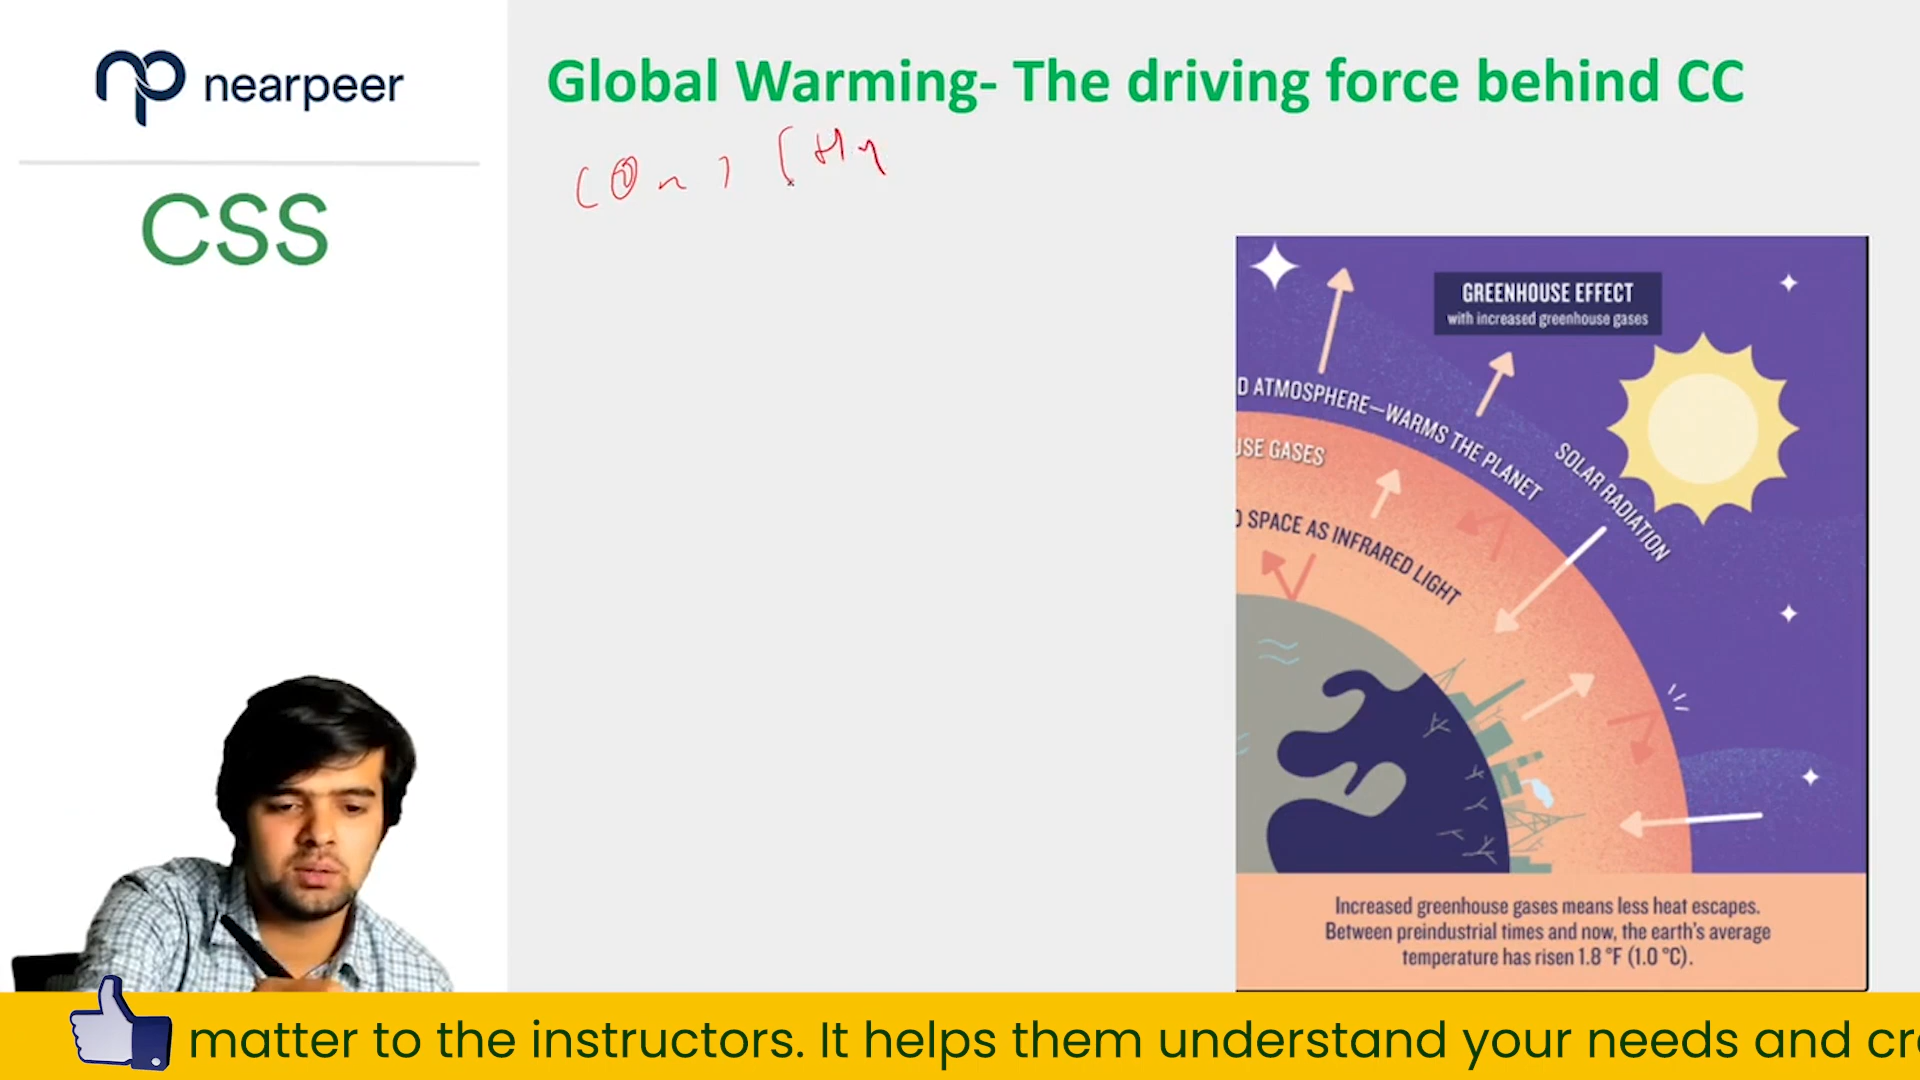 nearpeer
CSS
Global Warming- The driving force behind CC
CO₂, CH₄
GREENHOUSE EFFECT
with increased greenhouse gases
D ATMOSPHERE—WARMS THE PLANET
SOLAR RADIATION
USE GASES
O SPACE AS INFRARED LIGHT
Increased greenhouse gases means less heat escapes.
Between preindustrial times and now, the earth's average
temperature has risen 1.8 °F (1.0 °C).
matter to the instructors. It helps them understand your needs and cre